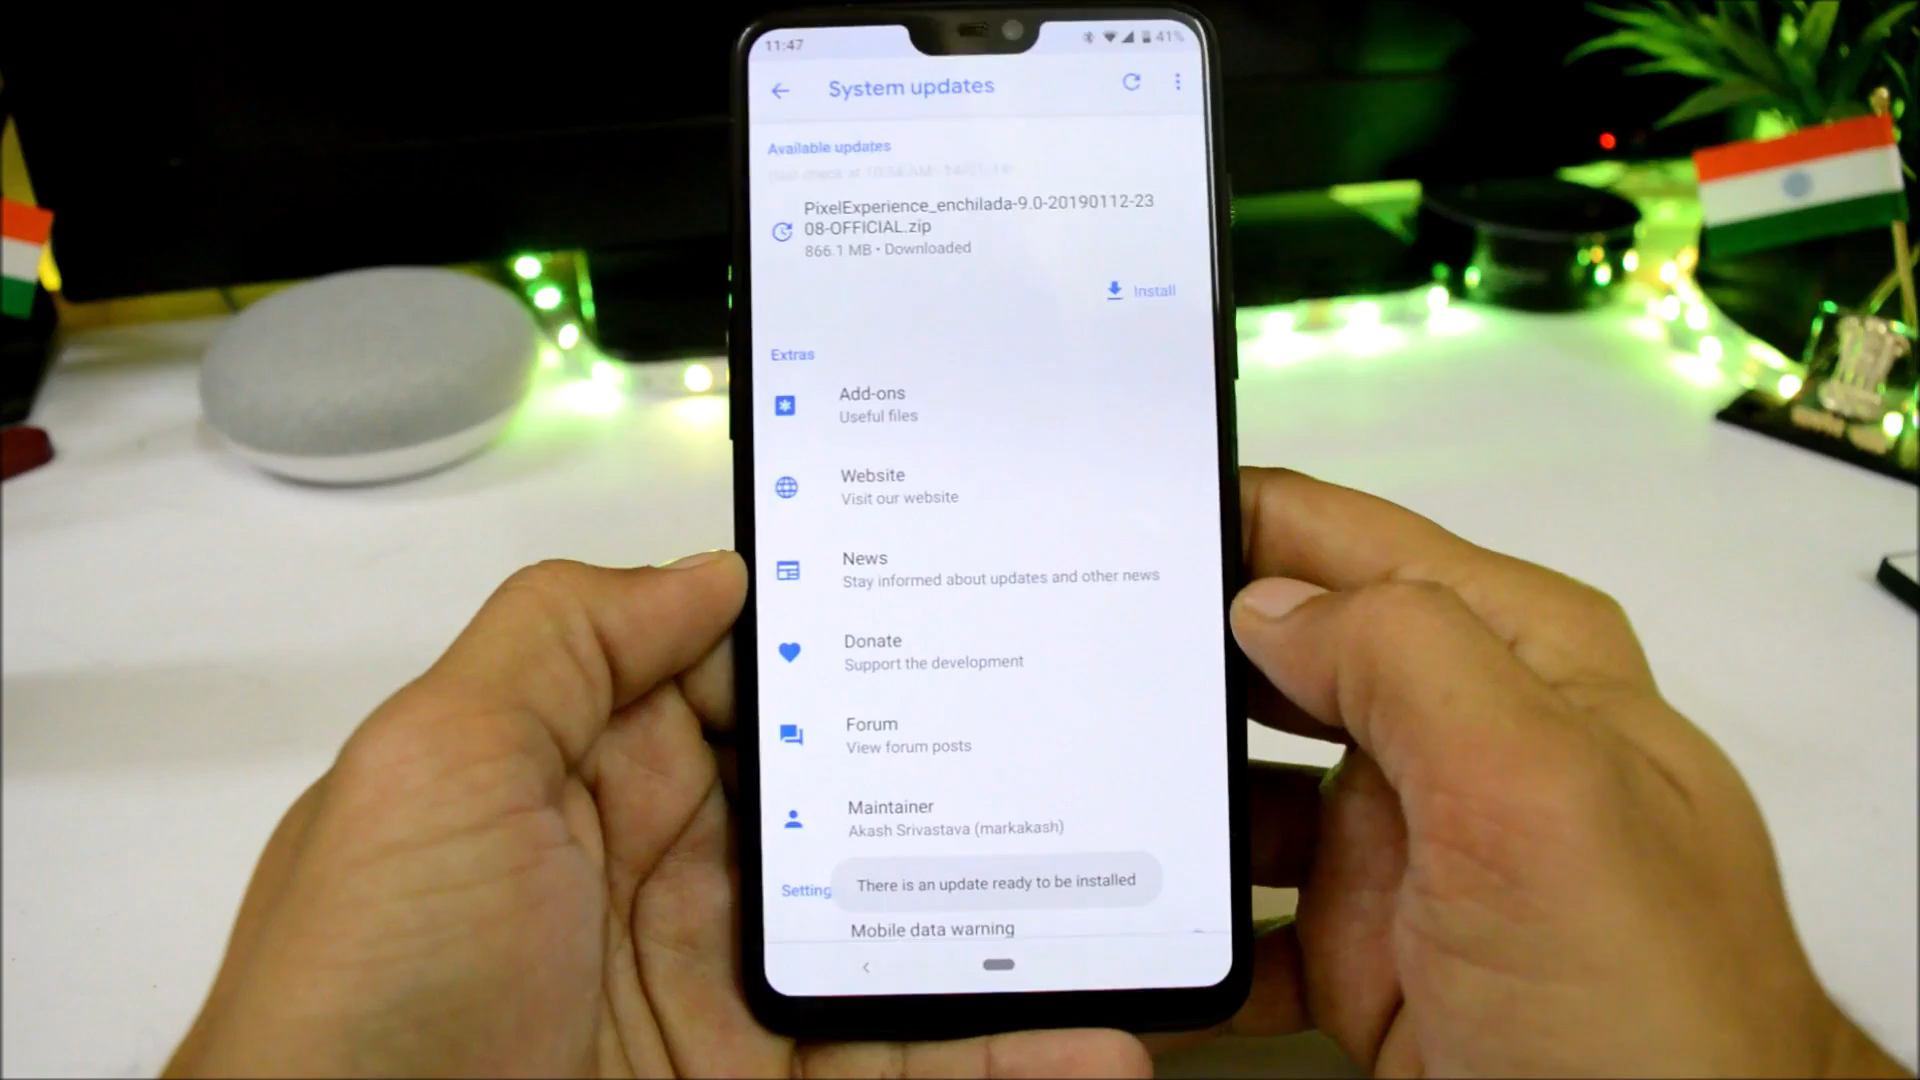 11:47
41%
System updates
Available updates
PixelExperience_enchilada-9.0-20190112-23
08-OFFICIAL.zip
866.1 MB • Downloaded
Install
Extras
Add-ons
Useful files
Website
Visit our website
News
Stay informed about updates and other news
Donate
Support the development
Forum
View forum posts
Maintainer
Akash Srivastava (markakash)
Setting
There is an update ready to be installed
Mobile data warning